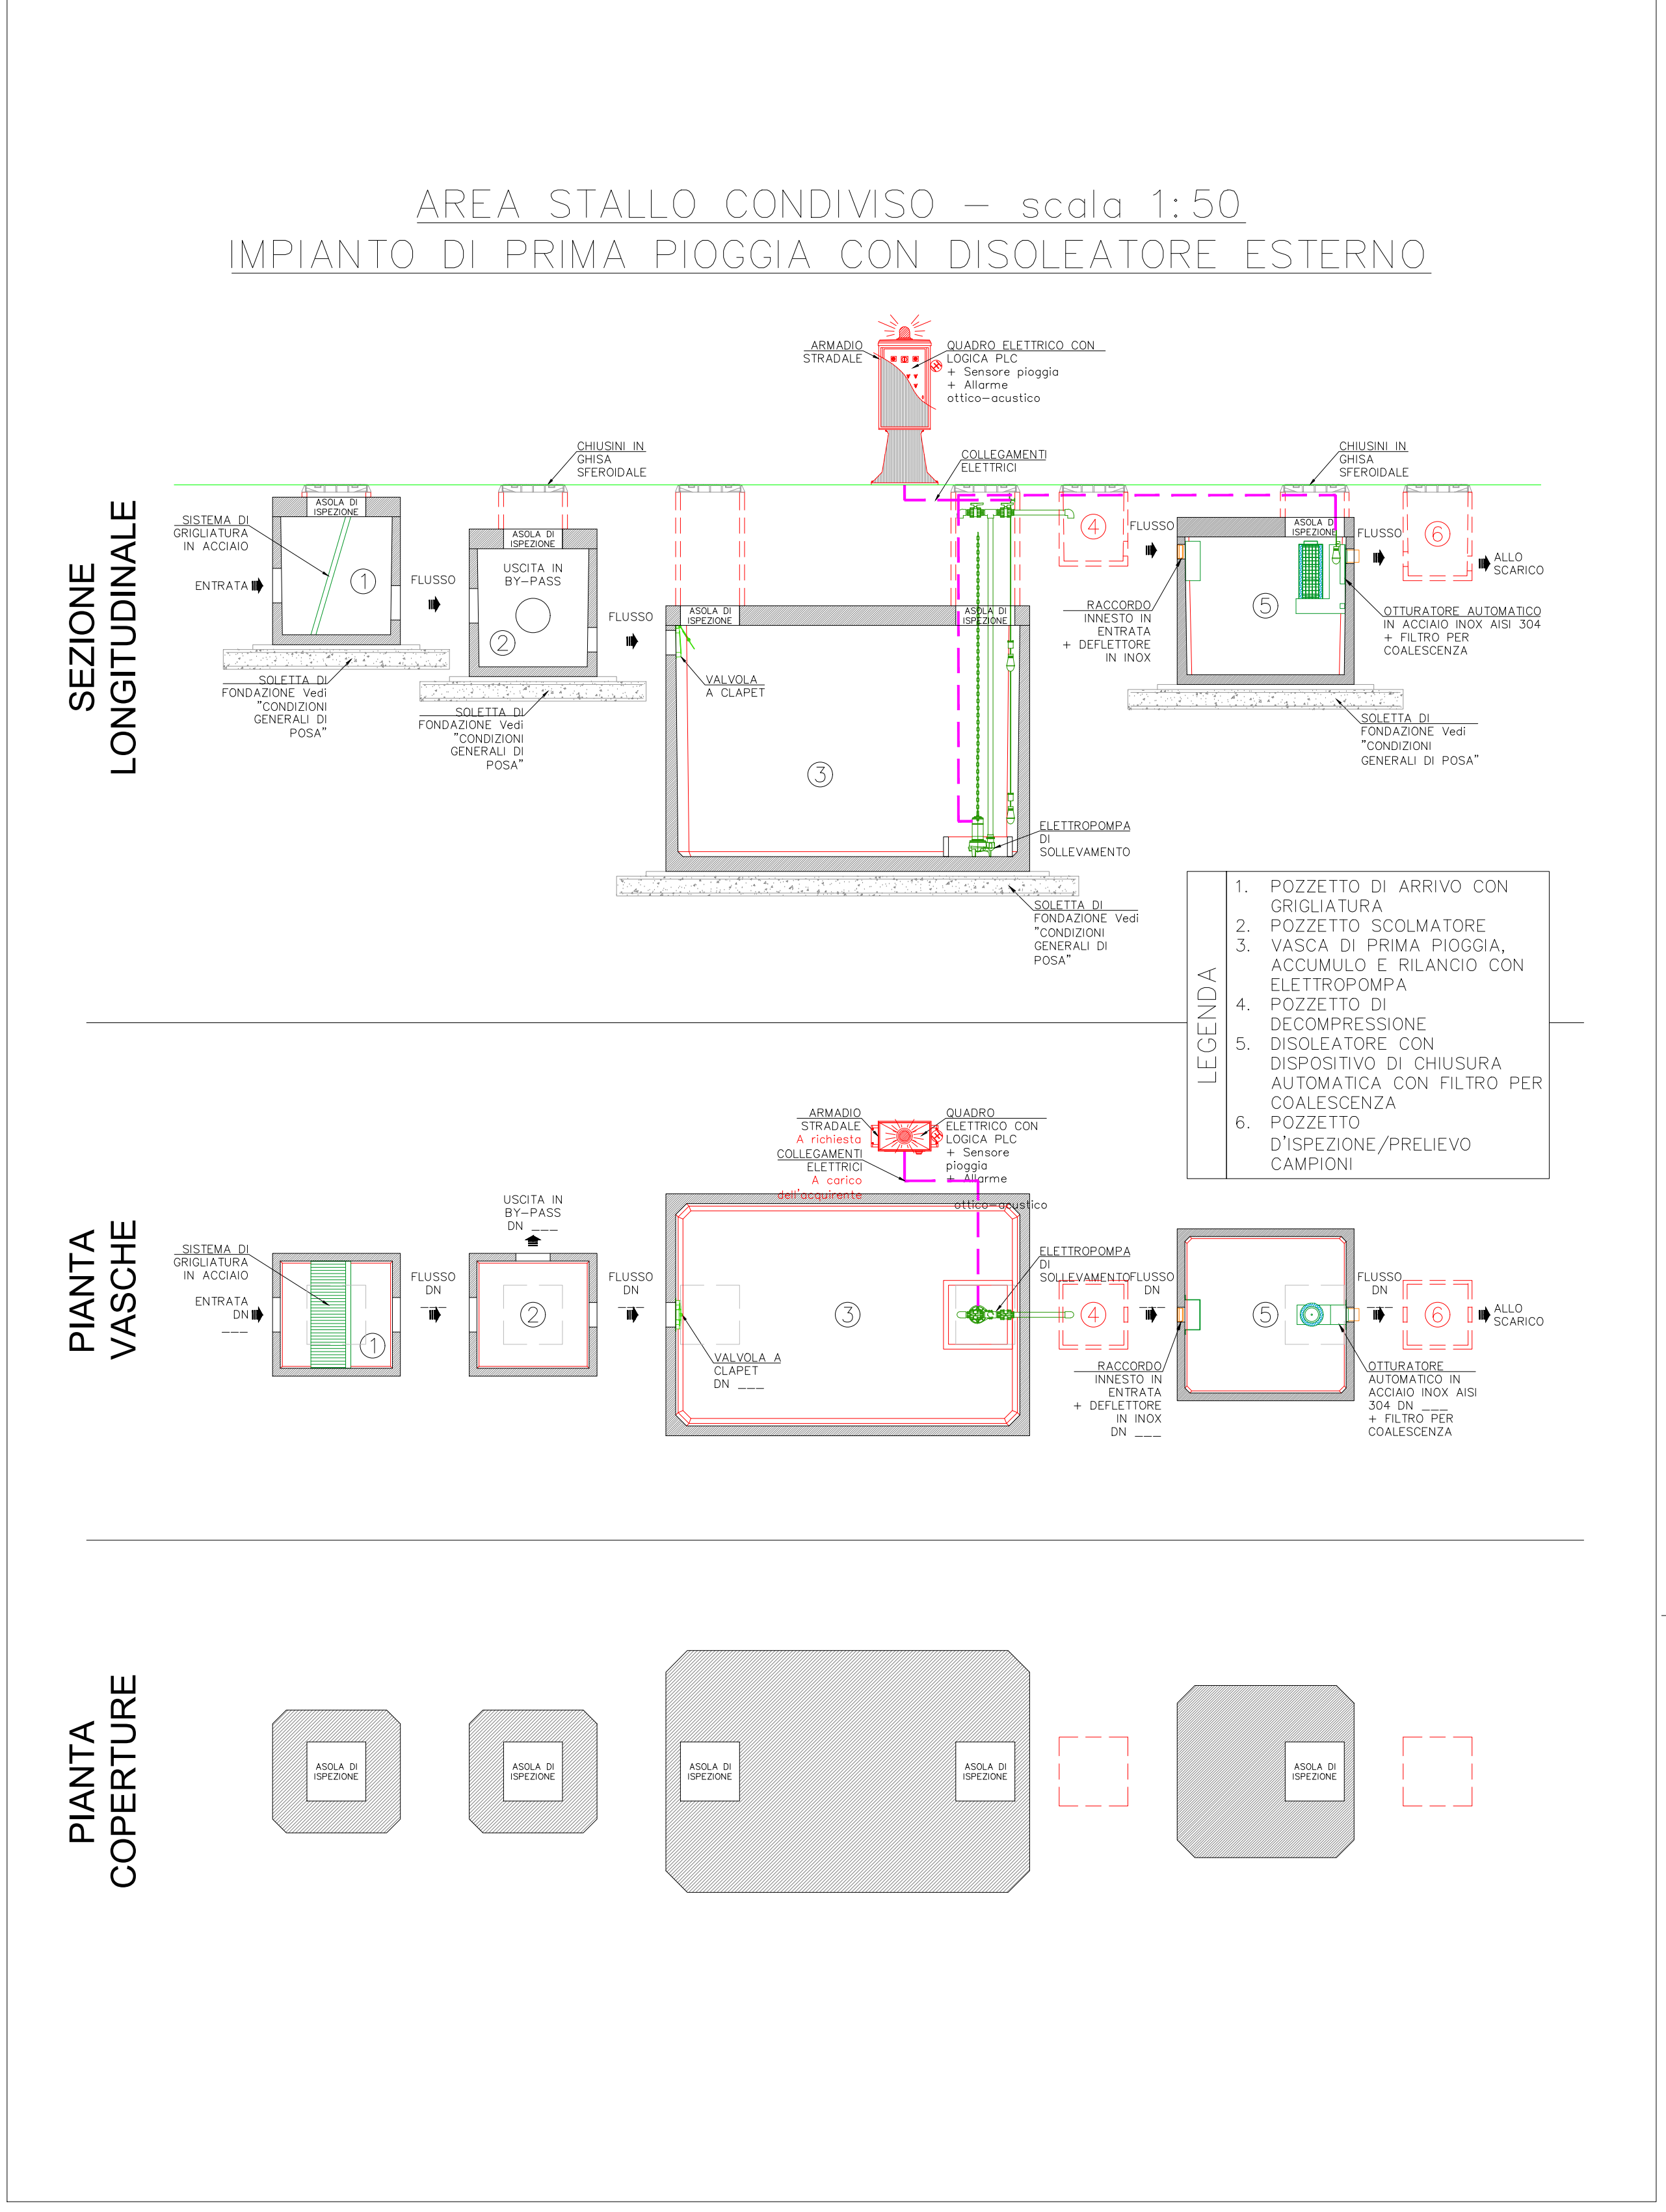 AREA STALLO CONDIVISO – scala 1:50
IMPIANTO DI PRIMA PIOGGIA CON DISOLEATORE ESTERNO
SEZIONE
LONGITUDINALE
ARMADIO
STRADALE
QUADRO ELETTRICO CON
LOGICA PLC
+ Sensore pioggia
+ Allarme
ottico-acustico
COLLEGAMENTI
ELETTRICI
CHIUSINI IN
GHISA
SFEROIDALE
CHIUSINI IN
GHISA
SFEROIDALE
ASOLA DI
ISPEZIONE
SISTEMA DI
GRIGLIATURA
IN ACCIAIO
ENTRATA
1
FLUSSO
SOLETTA DI
FONDAZIONE Vedi
"CONDIZIONI
GENERALI DI
POSA"
ASOLA DI
ISPEZIONE
USCITA IN
BY-PASS
2
FLUSSO
SOLETTA DI
FONDAZIONE Vedi
"CONDIZIONI
GENERALI DI
POSA"
ASOLA DI
ISPEZIONE
ASOLA DI
ISPEZIONE
VALVOLA
A CLAPET
3
ELETTROPOMPA
DI
SOLLEVAMENTO
SOLETTA DI
FONDAZIONE Vedi
"CONDIZIONI
GENERALI DI
POSA"
4
FLUSSO
RACCORDO
INNESTO IN
ENTRATA
+ DEFLETTORE
IN INOX
ASOLA DI
ISPEZIONE
5
FLUSSO
6
ALLO
SCARICO
OTTURATORE AUTOMATICO
IN ACCIAIO INOX AISI 304
+ FILTRO PER
COALESCENZA
SOLETTA DI
FONDAZIONE Vedi
"CONDIZIONI
GENERALI DI POSA"
LEGENDA
1. POZZETTO DI ARRIVO CON
GRIGLIATURA
2. POZZETTO SCOLMATORE
3. VASCA DI PRIMA PIOGGIA,
ACCUMULO E RILANCIO CON
ELETTROPOMPA
4. POZZETTO DI
DECOMPRESSIONE
5. DISOLEATORE CON
DISPOSITIVO DI CHIUSURA
AUTOMATICA CON FILTRO PER
COALESCENZA
6. POZZETTO
D'ISPEZIONE/PRELIEVO
CAMPIONI
PIANTA
VASCHE
ARMADIO
STRADALE
A richiesta
COLLEGAMENTI
ELETTRICI
A carico
dell'acquirente
QUADRO
ELETTRICO CON
LOGICA PLC
+ Sensore
pioggia
+ Allarme
ottico-acustico
SISTEMA DI
GRIGLIATURA
IN ACCIAIO
ENTRATA
DN
___
1
FLUSSO
DN
___
USCITA IN
BY-PASS
DN ___
2
FLUSSO
DN
___
VALVOLA A
CLAPET
DN ___
3
ELETTROPOMPA
DI
SOLLEVAMENTO
4
FLUSSO
DN
___
RACCORDO
INNESTO IN
ENTRATA
+ DEFLETTORE
IN INOX
DN ___
5
FLUSSO
DN
___
6
ALLO
SCARICO
OTTURATORE
AUTOMATICO IN
ACCIAIO INOX AISI
304 DN ___
+ FILTRO PER
COALESCENZA
PIANTA
COPERTURE
ASOLA DI
ISPEZIONE
ASOLA DI
ISPEZIONE
ASOLA DI
ISPEZIONE
ASOLA DI
ISPEZIONE
ASOLA DI
ISPEZIONE